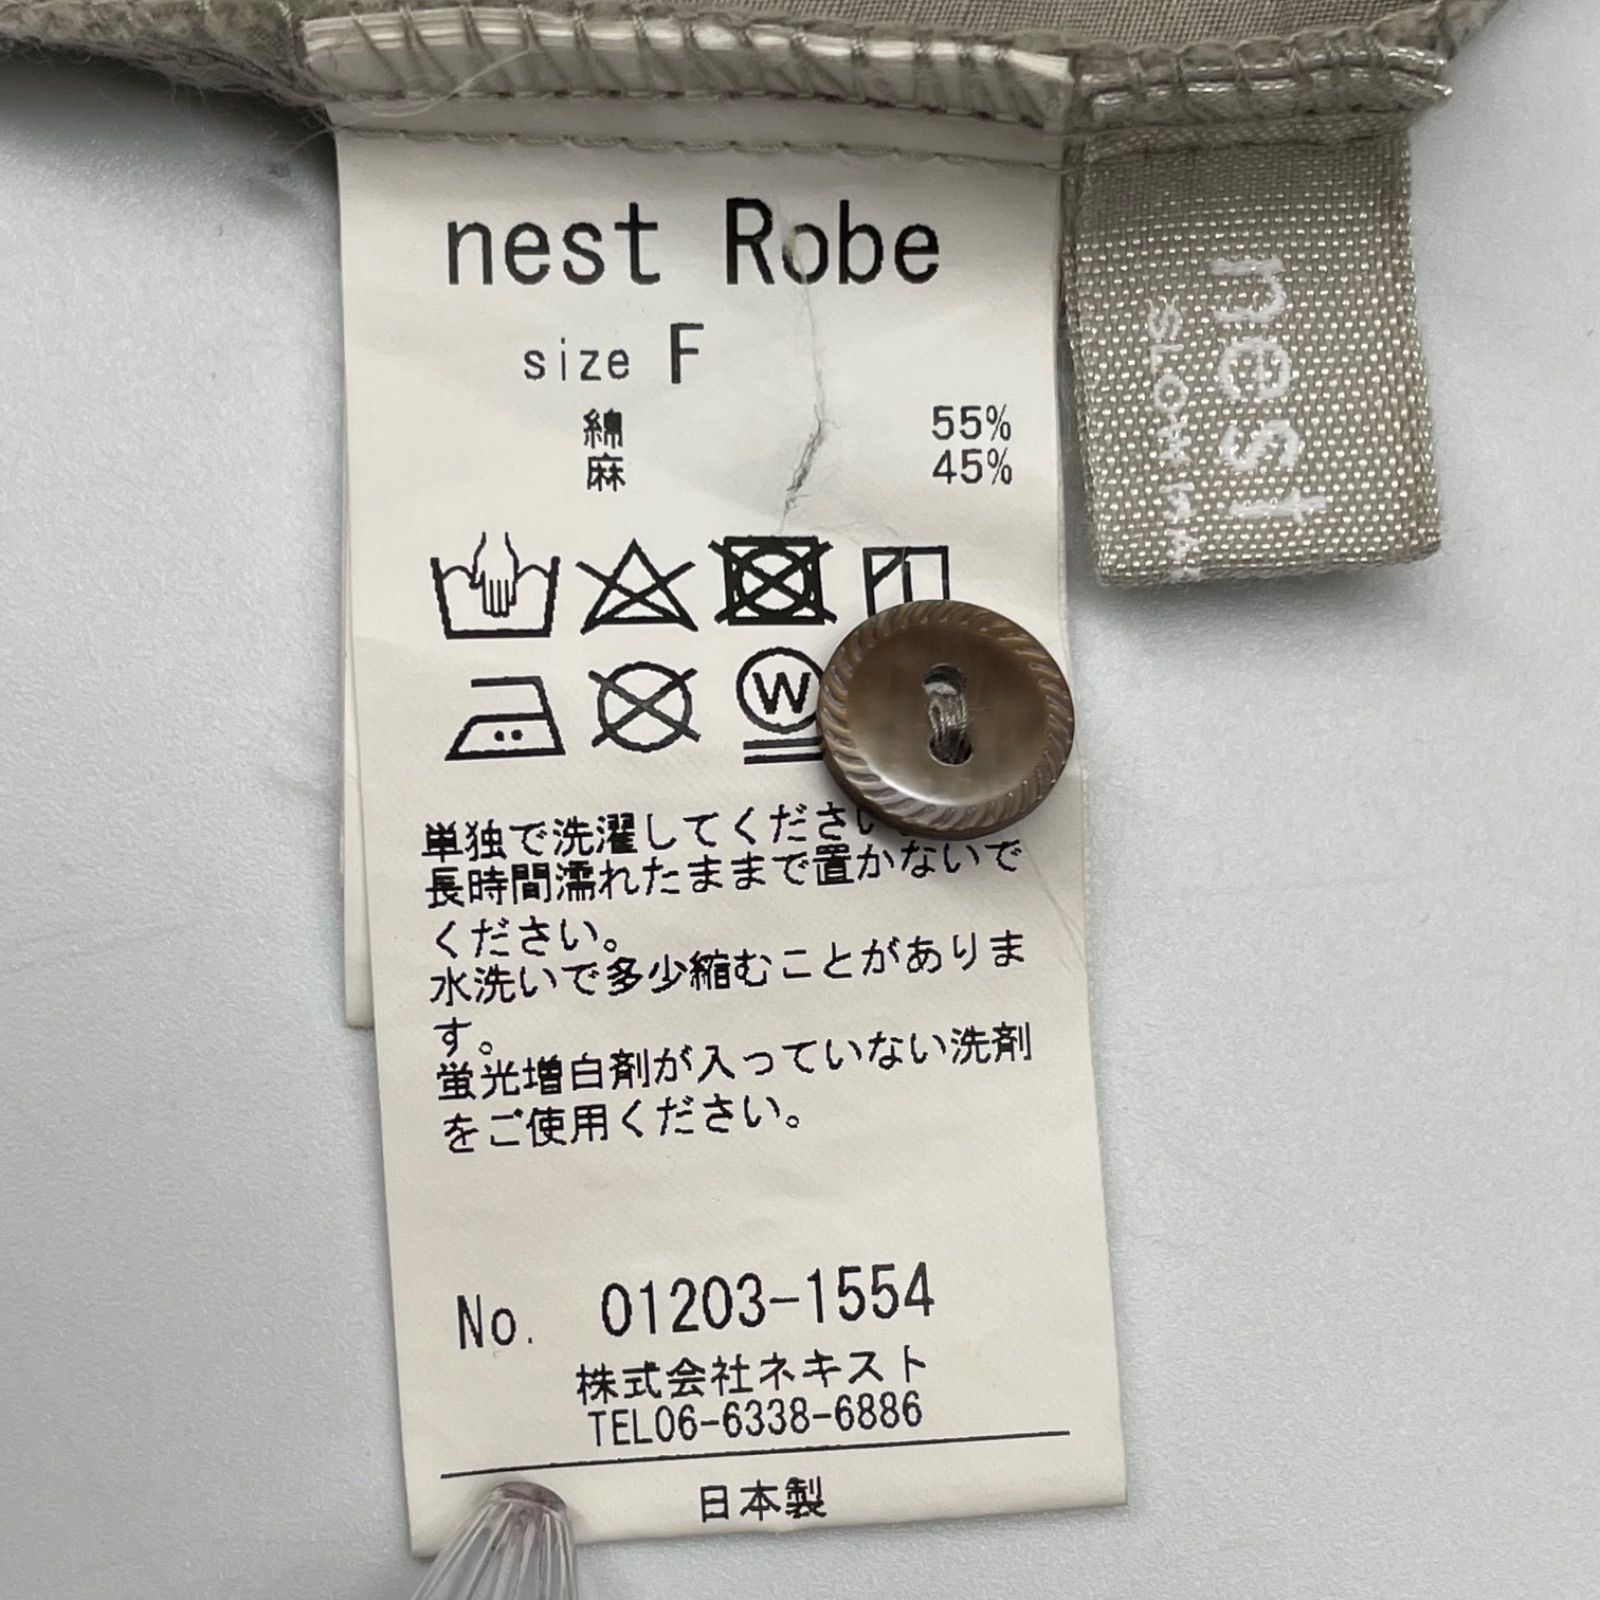 nest Robe
size F
綿 55%
麻 45%
W
単独で洗濯してくださ
長時間濡れたままで置かないで
ください。
水洗いで多少縮むことがありま
す。
蛍光増白剤が入っていない洗剤
をご使用ください。
No. 01203-1554
株式会社ネキスト
TEL06-6338-6886
日本製
nest